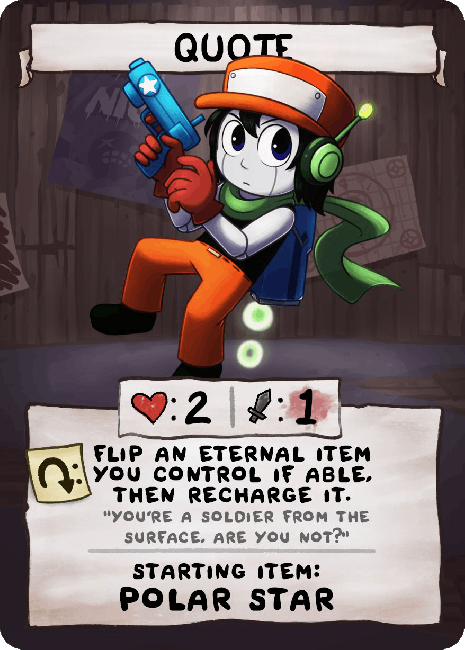 QUOTE
: 2 | : 1
FLIP AN ETERNAL ITEM
YOU CONTROL IF ABLE,
THEN RECHARGE IT.
"YOU'RE A SOLDIER FROM THE
SURFACE, ARE YOU NOT?"
STARTING ITEM:
POLAR STAR